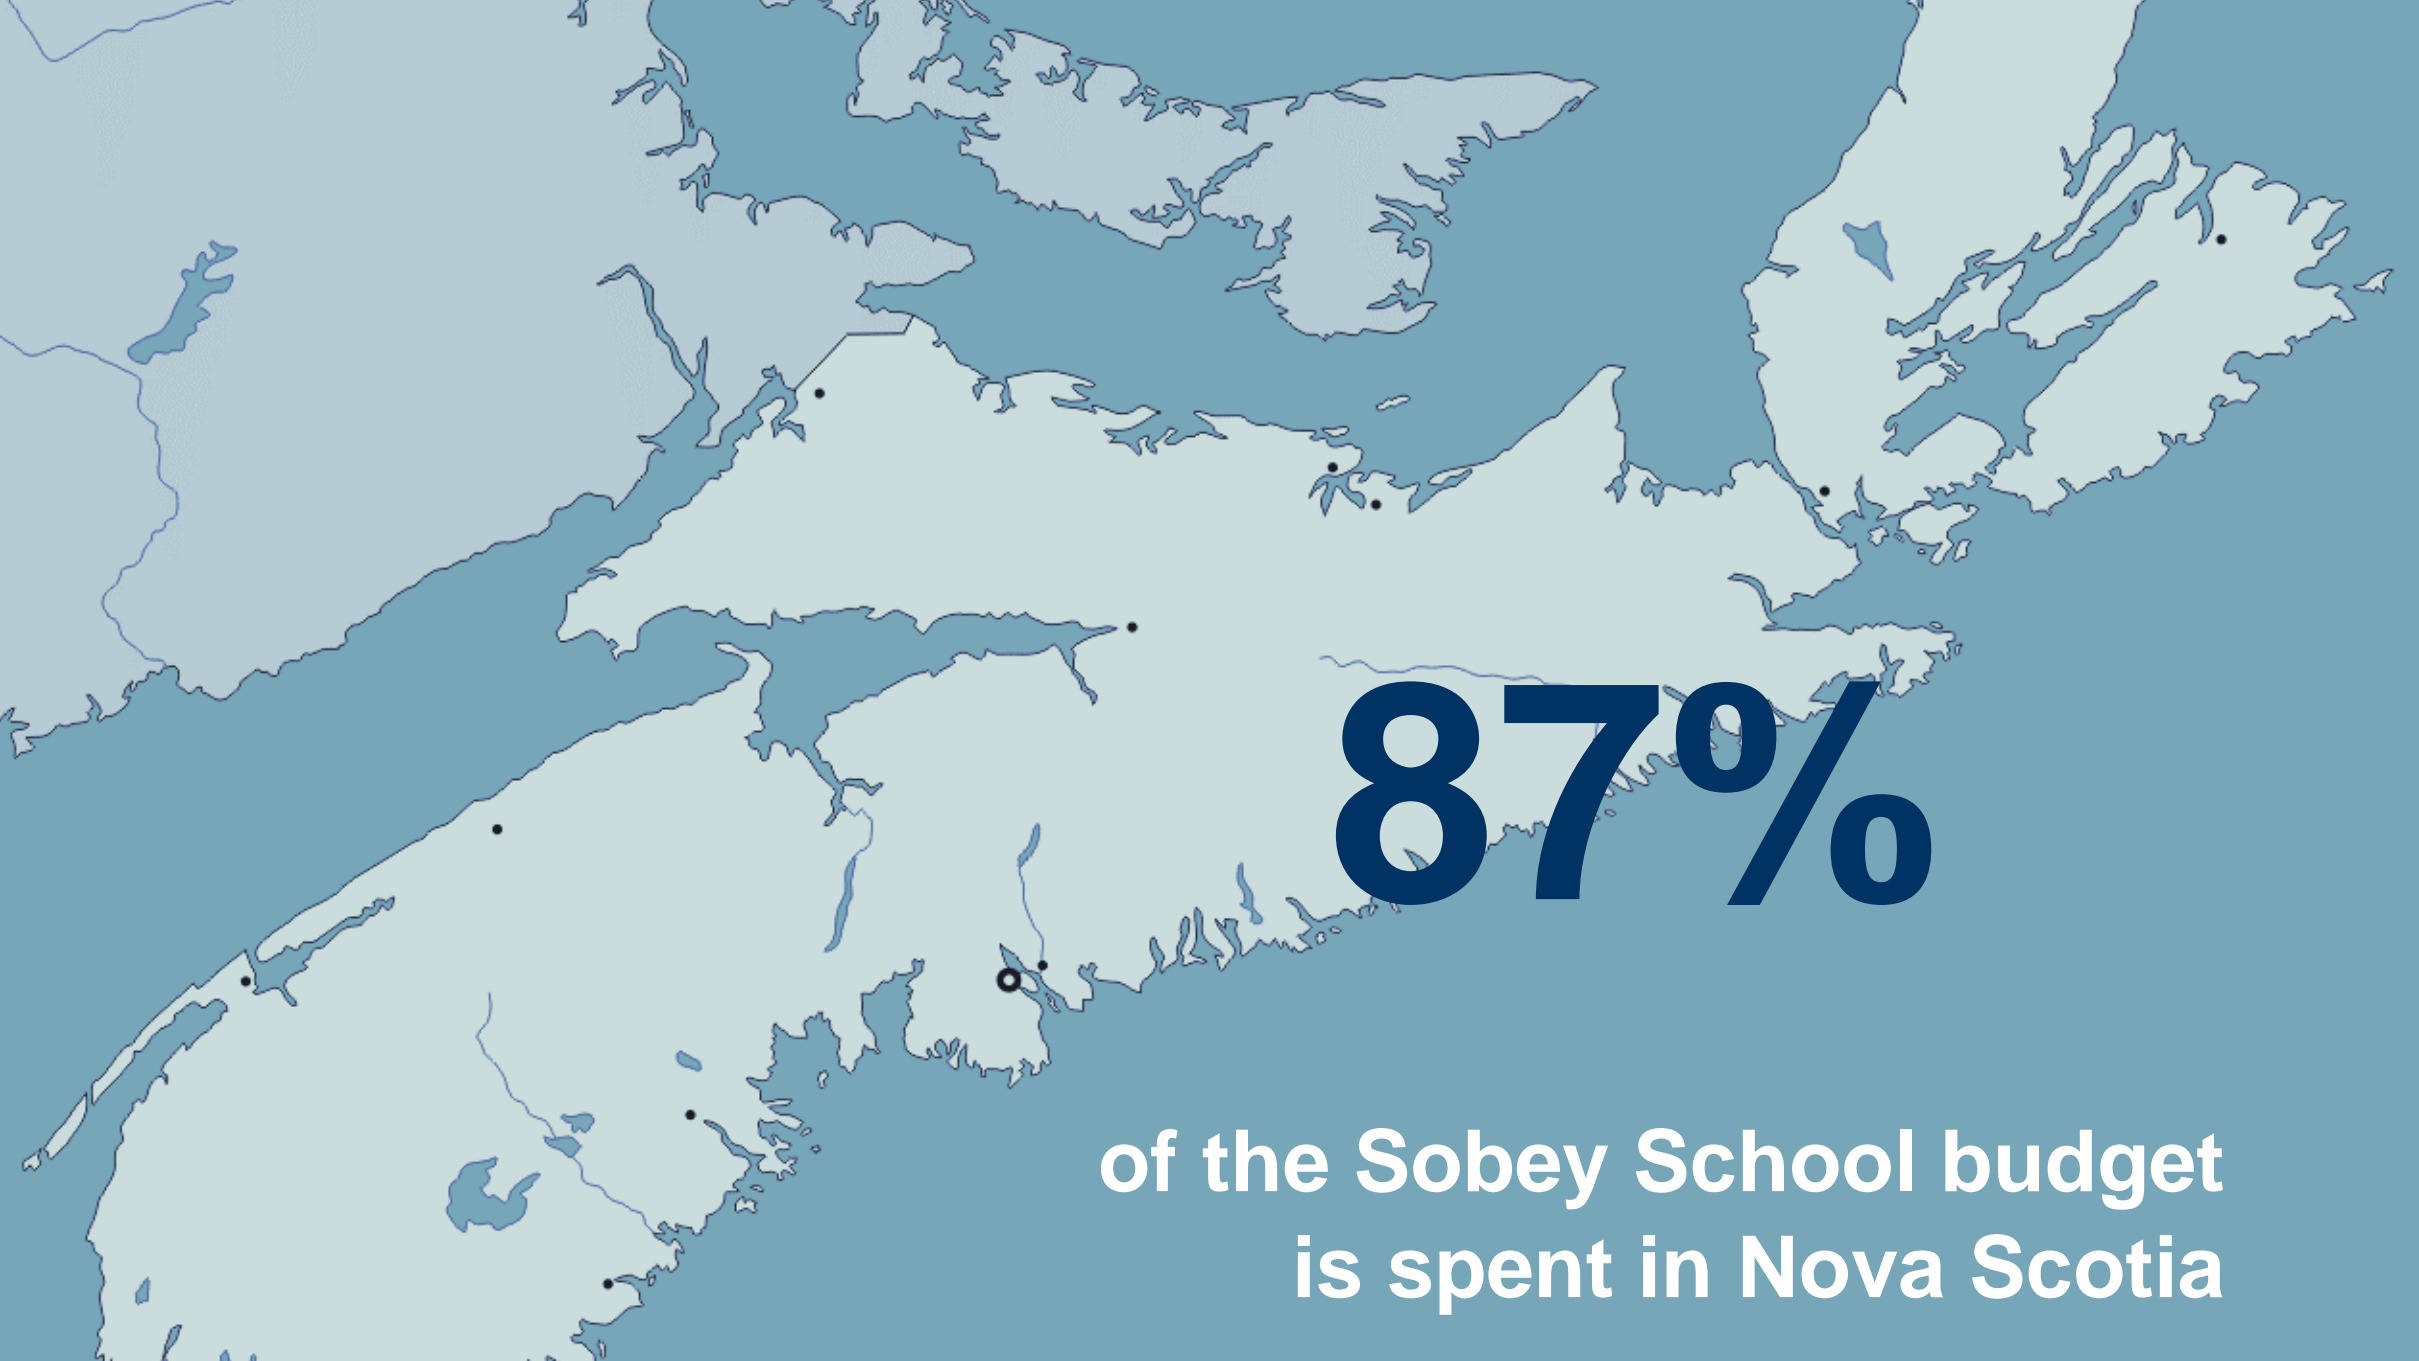 87%
of the Sobey School budget
is spent in Nova Scotia